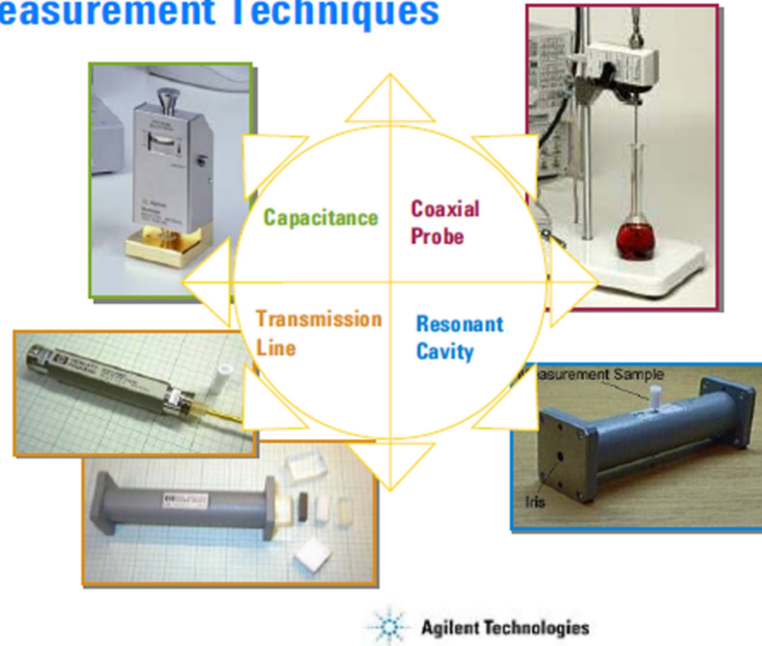 easurement Techniques
Capacitance
Coaxial
Probe
Transmission
Line
Resonant
Cavity
easurement Sample
Iris
Agilent Technologies